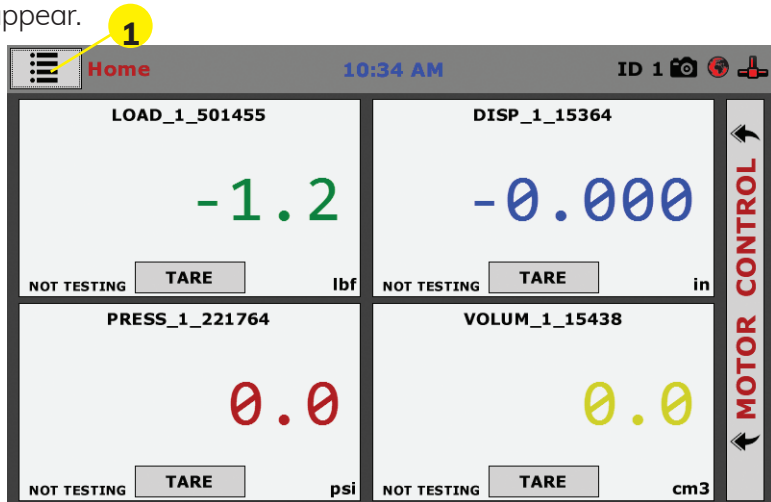 appear.
1
Home 10:34 AM ID 1
LOAD_1_501455
-1.2
NOT TESTING TARE lbf
DISP_1_15364
-0.000
NOT TESTING TARE in
PRESS_1_221764
0.0
NOT TESTING TARE psi
VOLUM_1_15438
0.0
NOT TESTING TARE cm3
MOTOR CONTROL